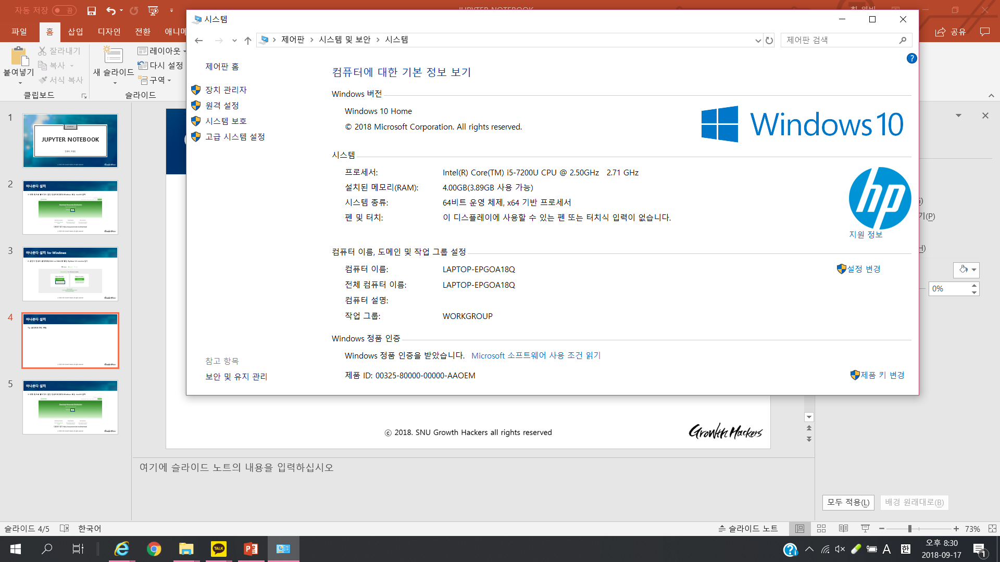 자동 저장 끔
JUPYTER NOTEBOOK
파일 홈 삽입 디자인 전환 애니메
공유
붙여넣기
잘라내기
복사
서식 복사
클립보드
새 슬라이드
레이아웃
다시 설정
구역
슬라이드
시스템
제어판 시스템 및 보안 시스템
제어판 검색
제어판 홈
장치 관리자
원격 설정
시스템 보호
고급 시스템 설정
참고 항목
보안 및 유지 관리
컴퓨터에 대한 기본 정보 보기
Windows 버전
Windows 10 Home
© 2018 Microsoft Corporation. All rights reserved.
Windows 10
시스템
프로세서: Intel(R) Core(TM) i5-7200U CPU @ 2.50GHz 2.71 GHz
설치된 메모리(RAM): 4.00GB(3.89GB 사용 가능)
시스템 종류: 64비트 운영 체제, x64 기반 프로세서
펜 및 터치: 이 디스플레이에 사용할 수 있는 펜 또는 터치식 입력이 없습니다.
hp
지원 정보
컴퓨터 이름, 도메인 및 작업 그룹 설정
컴퓨터 이름: LAPTOP-EPGOA18Q
설정 변경
전체 컴퓨터 이름: LAPTOP-EPGOA18Q
컴퓨터 설명:
작업 그룹: WORKGROUP
Windows 정품 인증
Windows 정품 인증을 받았습니다. Microsoft 소프트웨어 사용 조건 읽기
제품 ID: 00325-80000-00000-AAOEM
제품 키 변경
1
JUPYTER NOTEBOOK
2
아나콘다 설치
3
아나콘다 설치 for Windows
4
아나콘다 설치
5
아나콘다 설치
기(P)
0%
© 2018. SNU Growth Hackers all rights reserved
Growth Hackers
여기에 슬라이드 노트의 내용을 입력하십시오
모두 적용(L) 배경 원래대로(B)
슬라이드 4/5 한국어
슬라이드 노트
73%
TALK
A 한
오후 8:30
2018-09-17
1